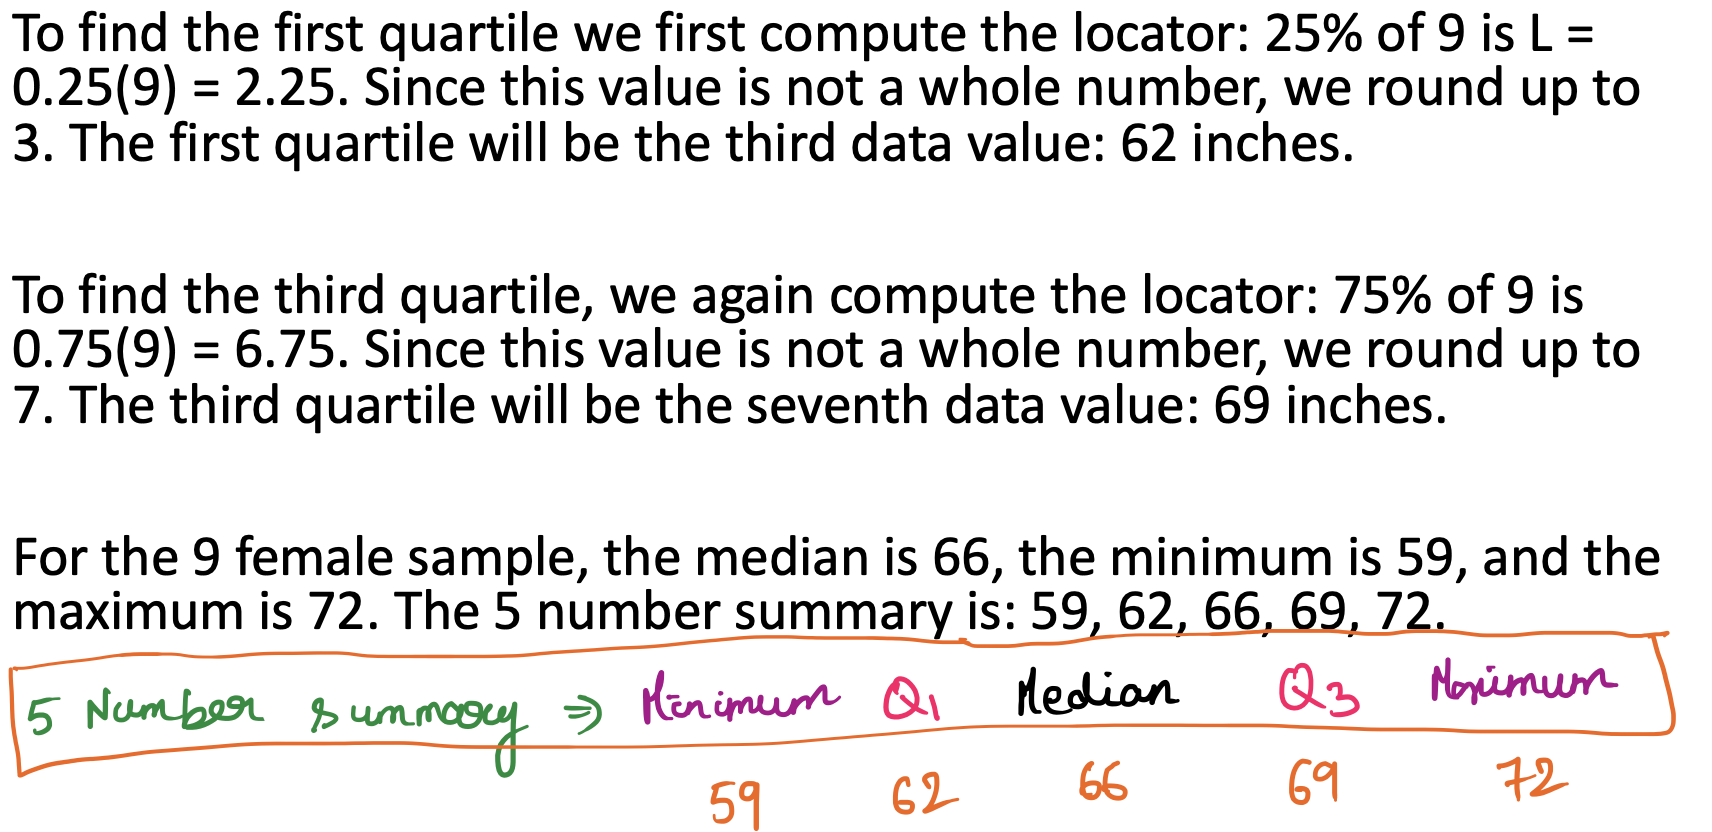 To find the first quartile we first compute the locator: 25% of 9 is L =
0.25(9) = 2.25. Since this value is not a whole number, we round up to
3. The first quartile will be the third data value: 62 inches.
To find the third quartile, we again compute the locator: 75% of 9 is
0.75(9) = 6.75. Since this value is not a whole number, we round up to
7. The third quartile will be the seventh data value: 69 inches.
For the 9 female sample, the median is 66, the minimum is 59, and the
maximum is 72. The 5 number summary is: 59, 62, 66, 69, 72.
5 Number summary ⇒ Minimum Q1 Median Q3 Maximum
59 62 66 69 72